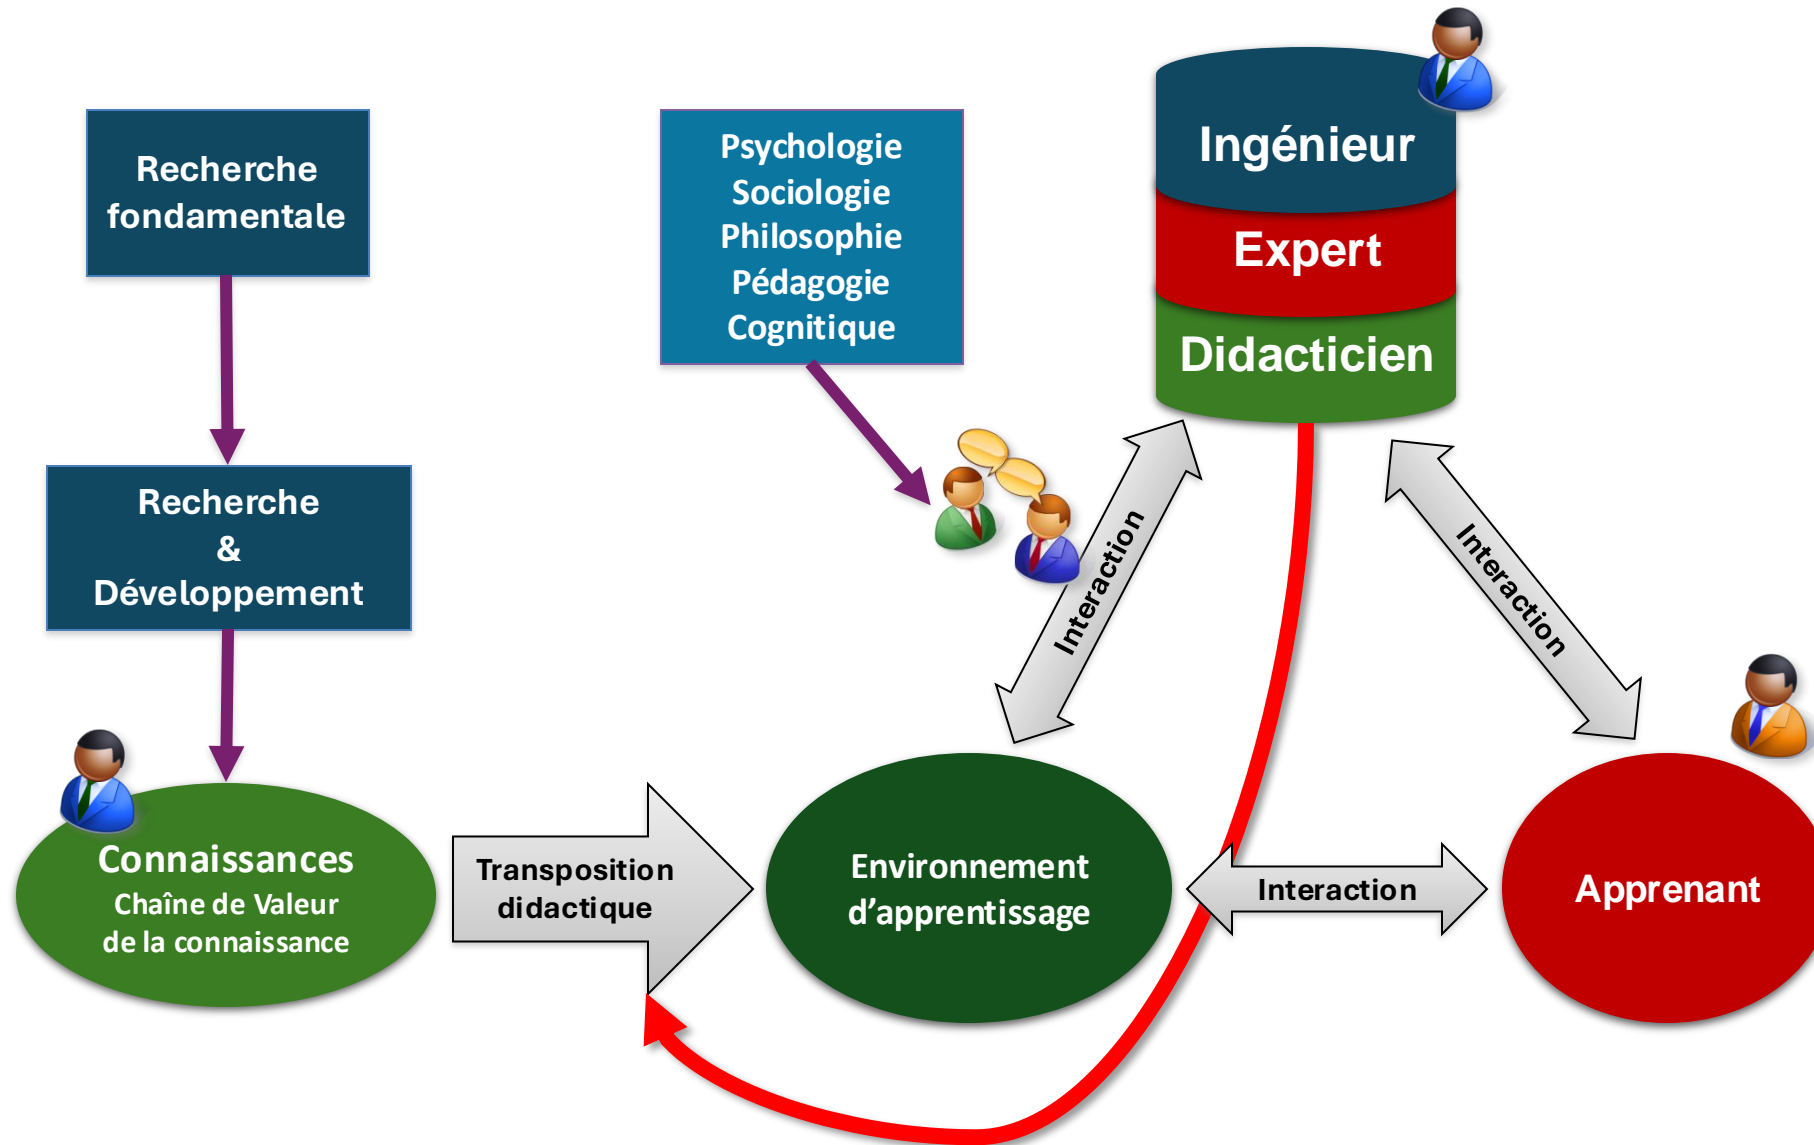 Recherche
fondamentale
Recherche
&
Développement
Connaissances
Chaîne de Valeur
de la connaissance
Transposition
didactique
Psychologie
Sociologie
Philosophie
Pédagogie
Cognitique
Ingénieur
Expert
Didacticien
Interaction
Interaction
Environnement
d’apprentissage
Interaction
Apprenant